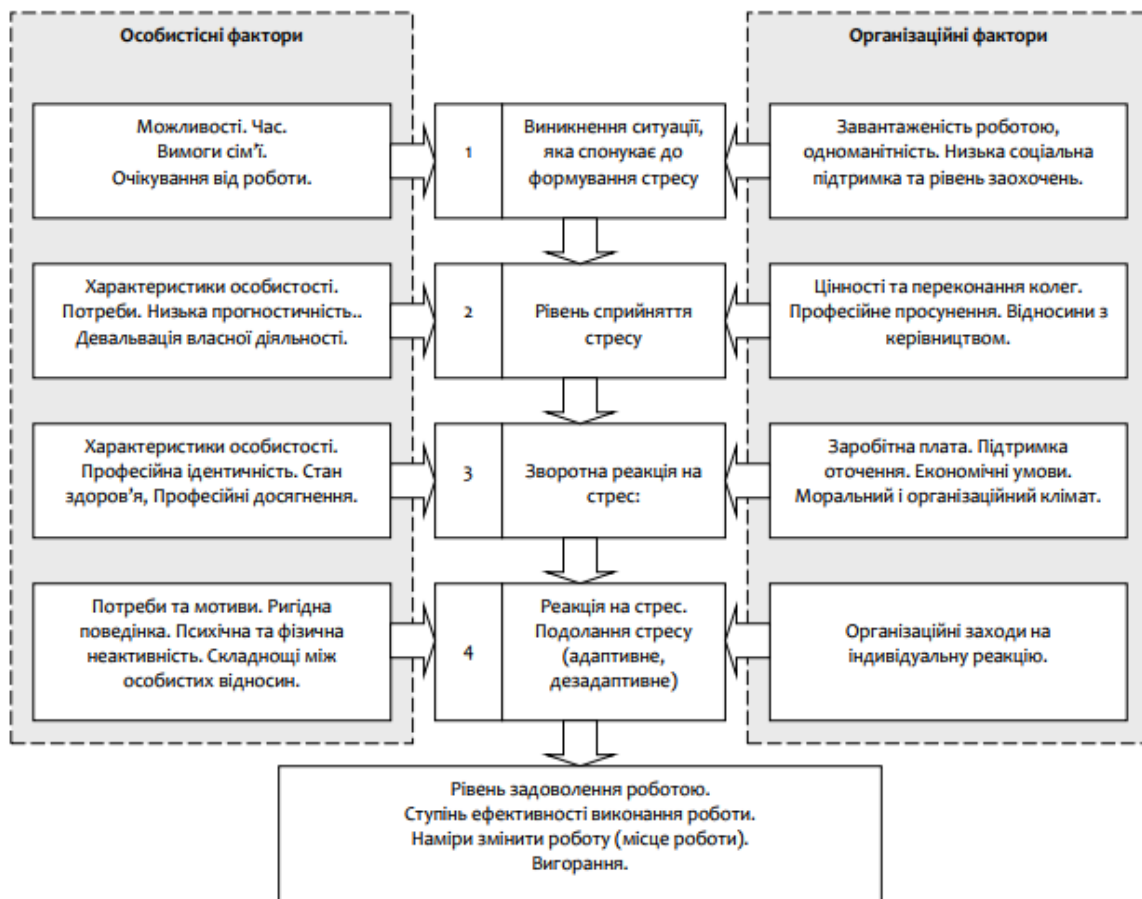 Особистісні фактори
Організаційні фактори
Можливості. Час.
Вимоги сім’ї.
Очікування від роботи.
1
Виникнення ситуації,
яка спонукає до
формування стресу
Завантаженість роботою,
одноманітність. Низька соціальна
підтримка та рівень заохочень.
Характеристики особистості.
Потреби. Низька прогностичність..
Девальвація власної діяльності.
2
Рівень сприйняття
стресу
Цінності та переконання колег.
Професійне просунення. Відносини з
керівництвом.
Характеристики особистості.
Професійна ідентичність. Стан
здоров’я, Професійні досягнення.
3
Зворотна реакція на
стрес:
Заробітна плата. Підтримка
оточення. Економічні умови.
Моральний і організаційний клімат.
Потреби та мотиви. Ригідна
поведінка. Психічна та фізична
неактивність. Складнощі між
особистих відносин.
4
Реакція на стрес.
Подолання стресу
(адаптивне,
дезадаптивне)
Організаційні заходи на
індивідуальну реакцію.
Рівень задоволення роботою.
Ступінь ефективності виконання роботи.
Наміри змінити роботу (місце роботи).
Вигорання.